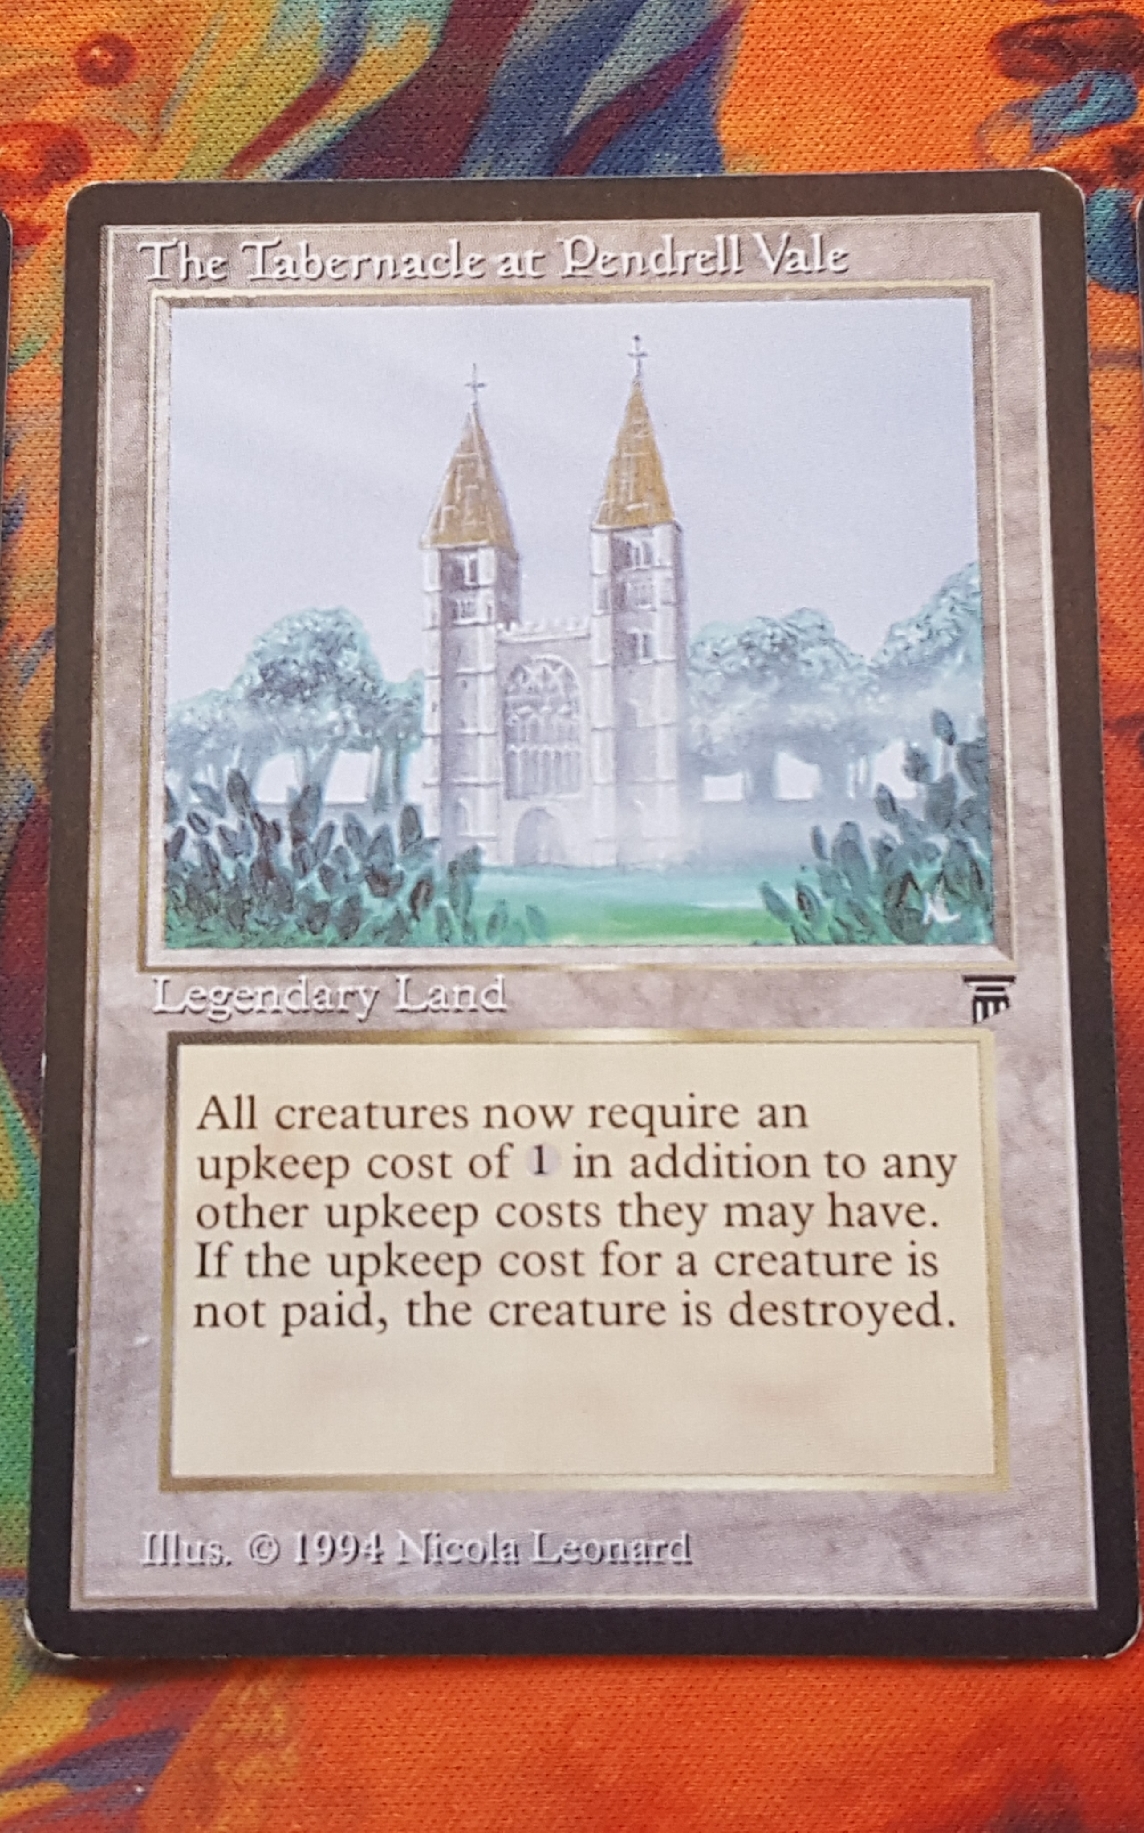 The Tabernacle at Pendrell Vale
Legendary Land
All creatures now require an
upkeep cost of 1 in addition to any
other upkeep costs they may have.
If the upkeep cost for a creature is
not paid, the creature is destroyed.
Illus. © 1994 Nicola Leonard